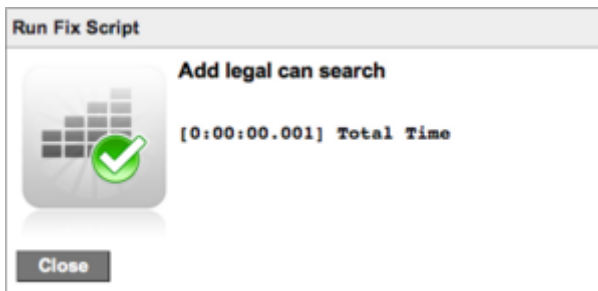 Run Fix Script
Add legal can search
[0:00:00.001] Total Time
Close